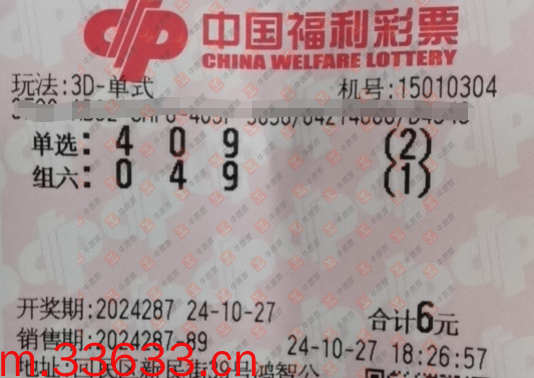 中国福利彩票
CHINA WELFARE LOTTERY
玩法:3D-单式 机号:15010304
单选: 4 0 9 (2)
组六: 0 4 9 (1)
开奖期:2024287 24-10-27 合计6元
销售期:2024287-89 24-10-27 18:26:57
m.33633.cn